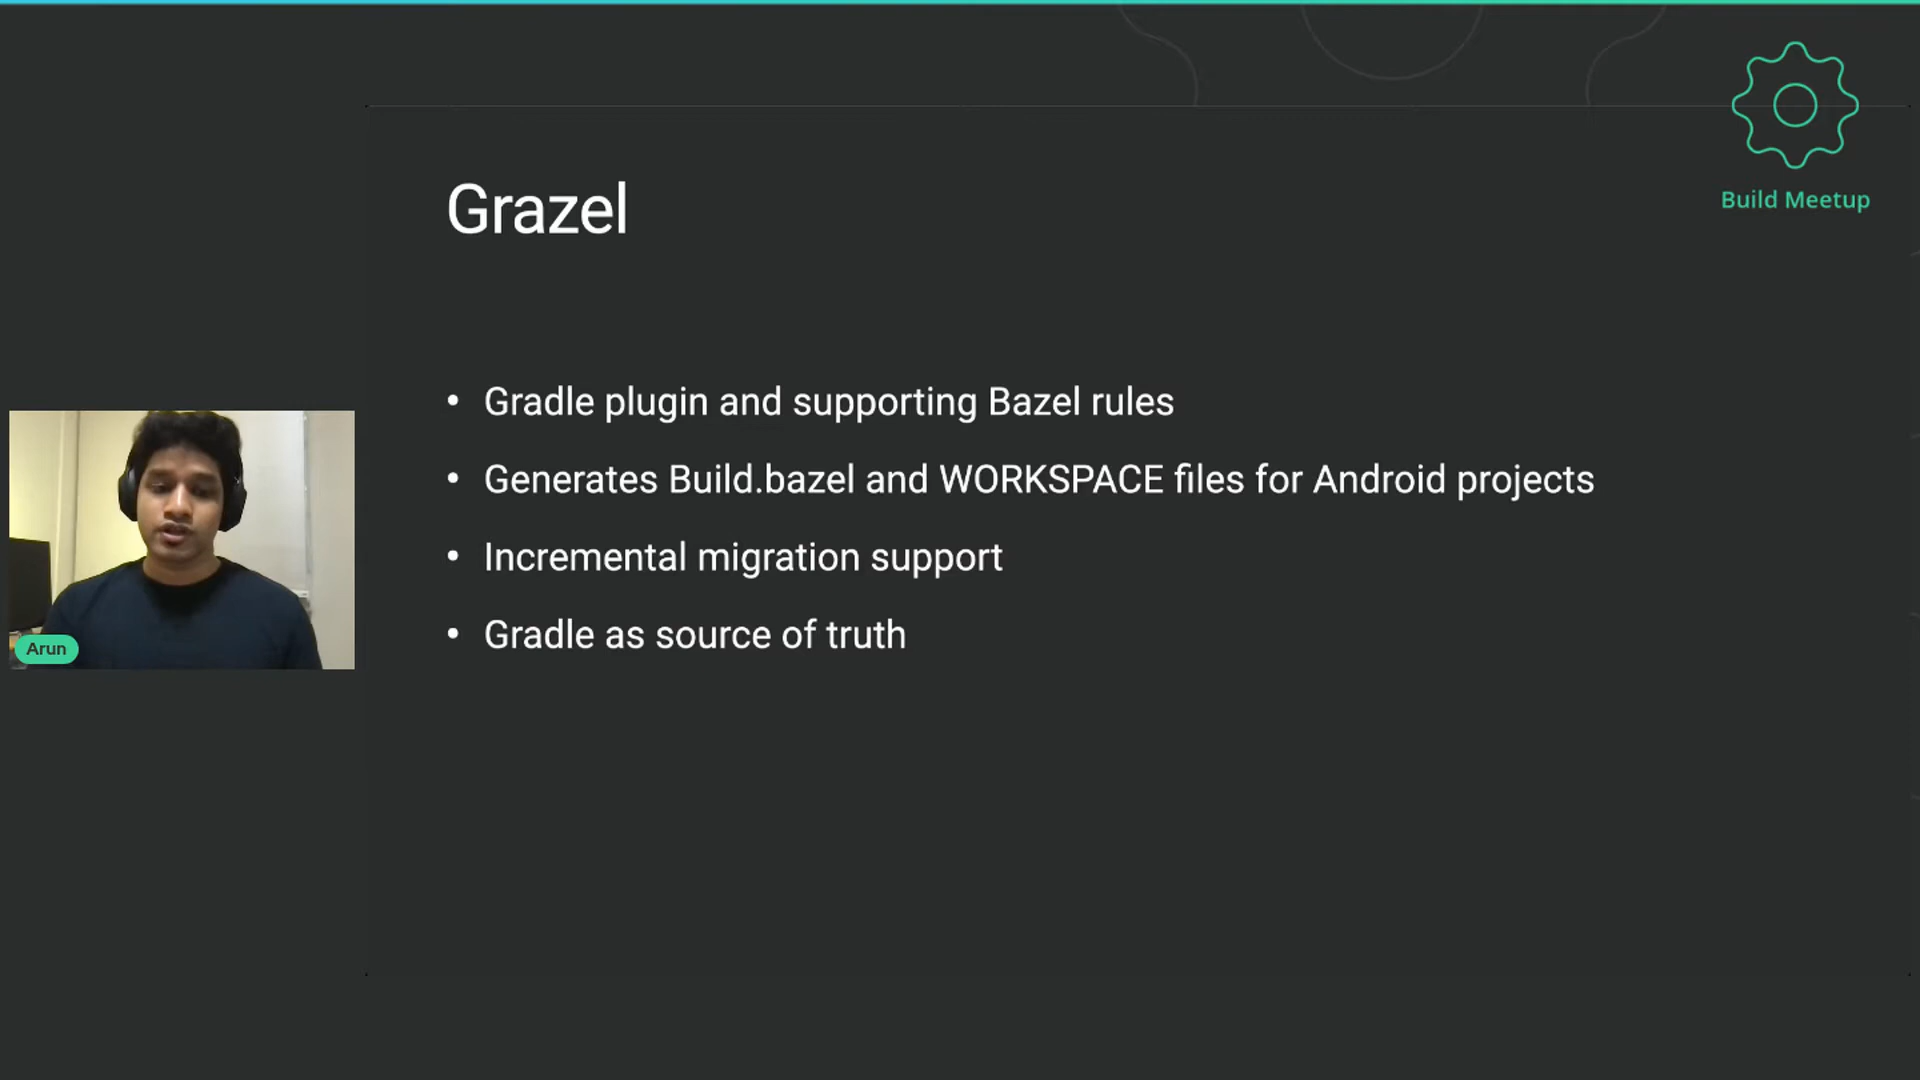 Grazel
• Gradle plugin and supporting Bazel rules
• Generates Build.bazel and WORKSPACE files for Android projects
• Incremental migration support
• Gradle as source of truth
Build Meetup
Arun